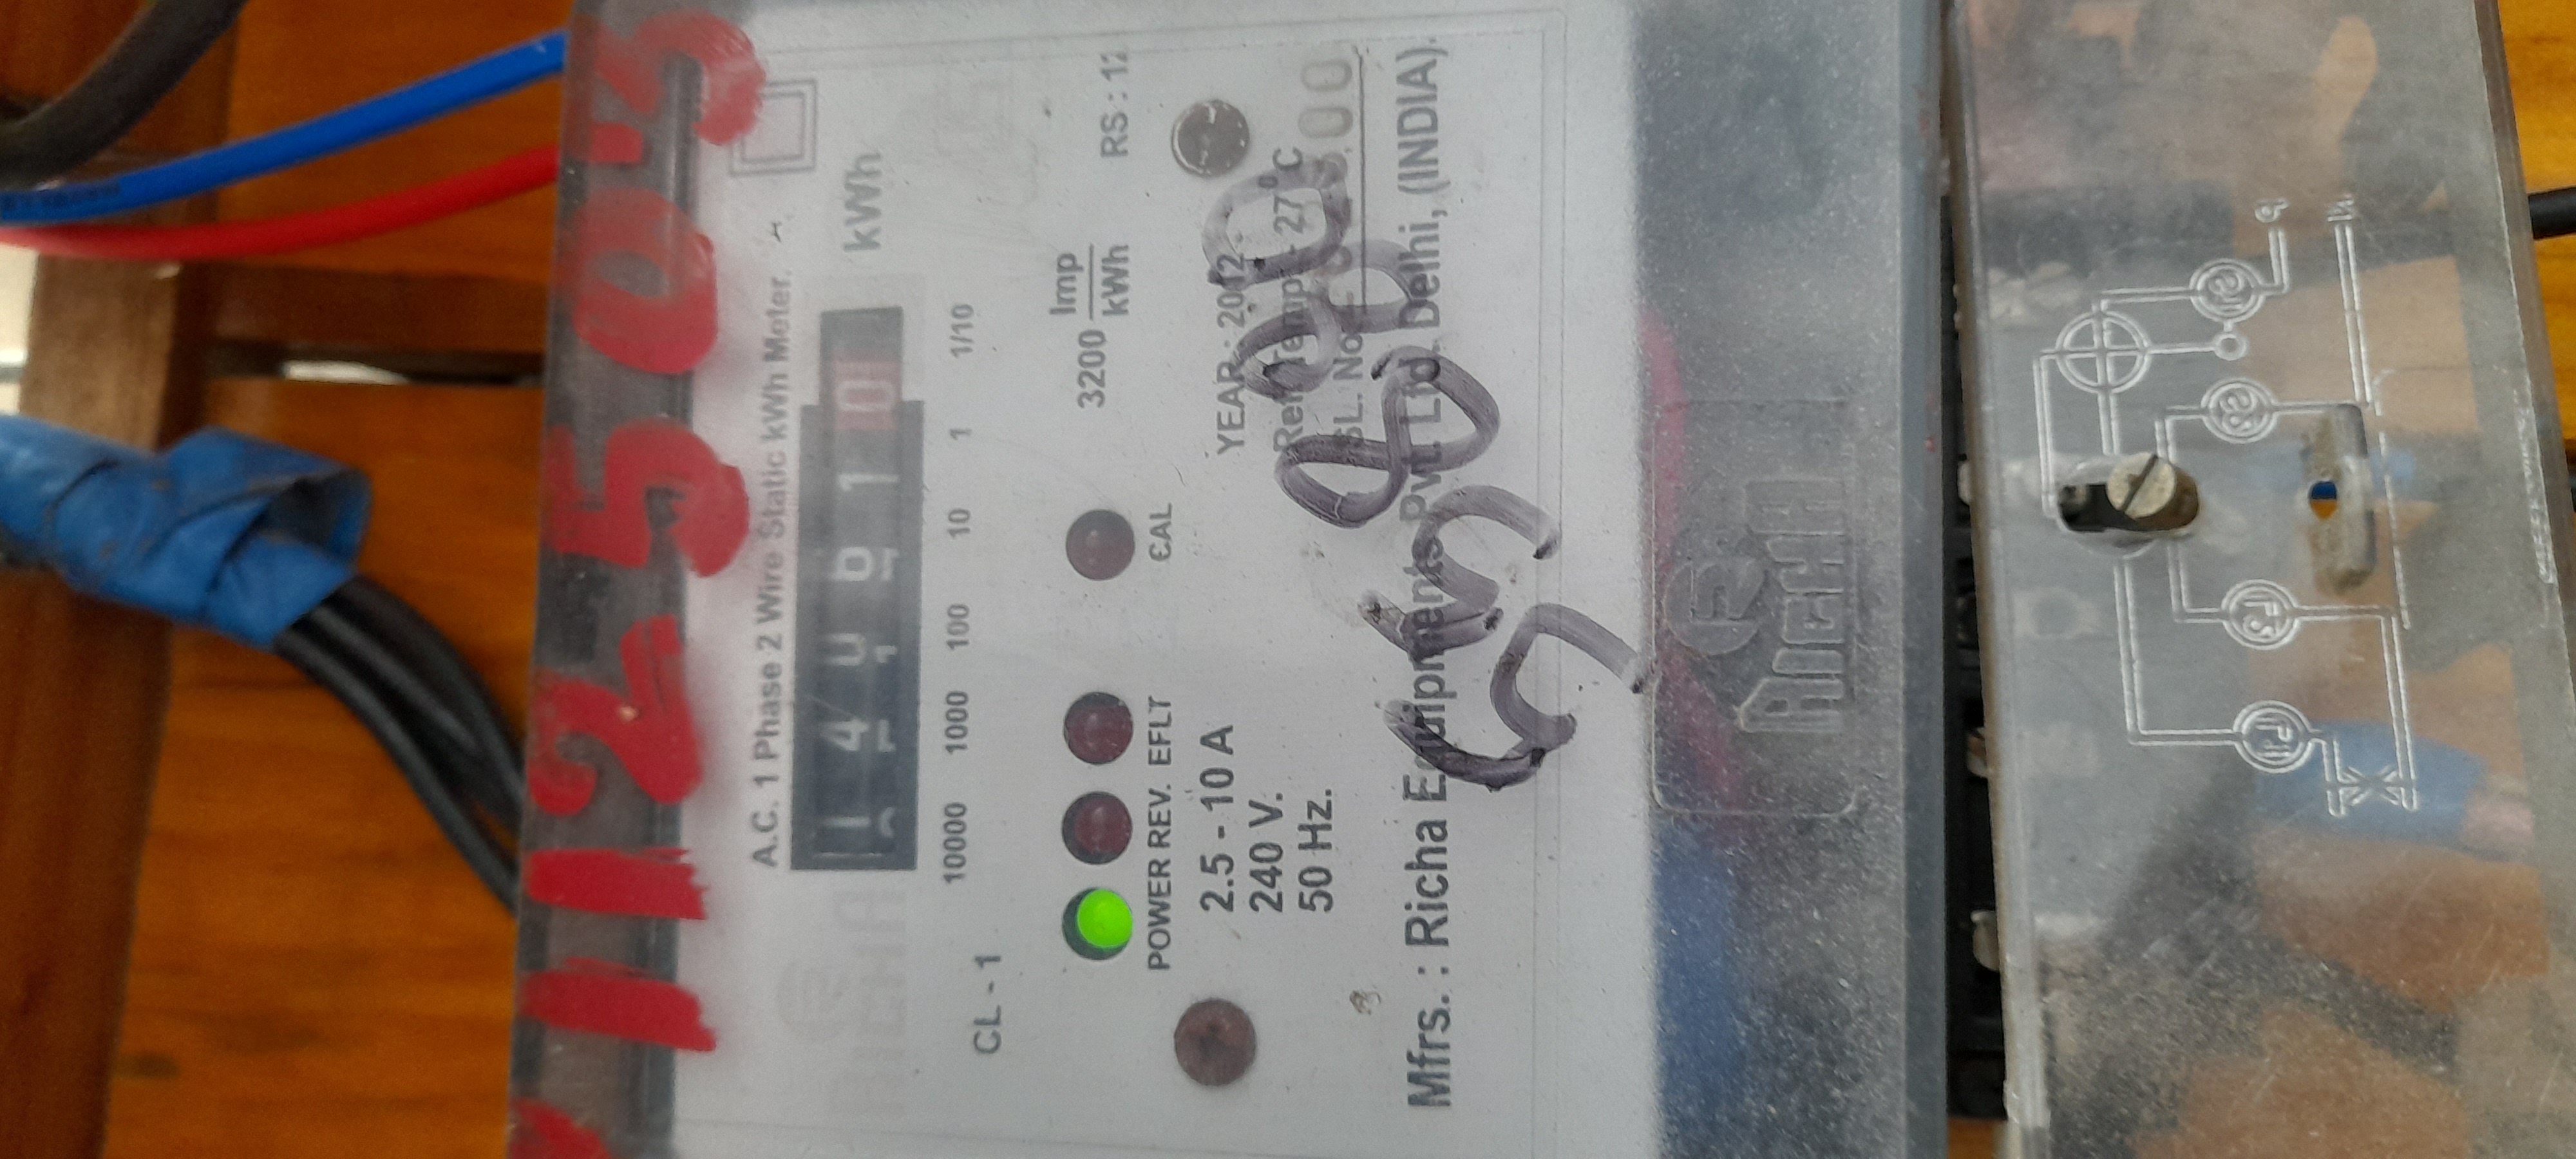 112505
A.C. 1 Phase 2 Wire Static kWh Meter.
kWh
10000 1000 100 10 1 1/10
CL - 1
3200 Imp
kWh
RS : 12
POWER REV. EFLT CAL
2.5 - 10 A
240 V.
50 Hz.
YEAR - 2012
Ref. Temp - 27°C
SL. No.
Mfrs. : Richa Equipments Pvt. Ltd. Delhi, (INDIA).
RICHA